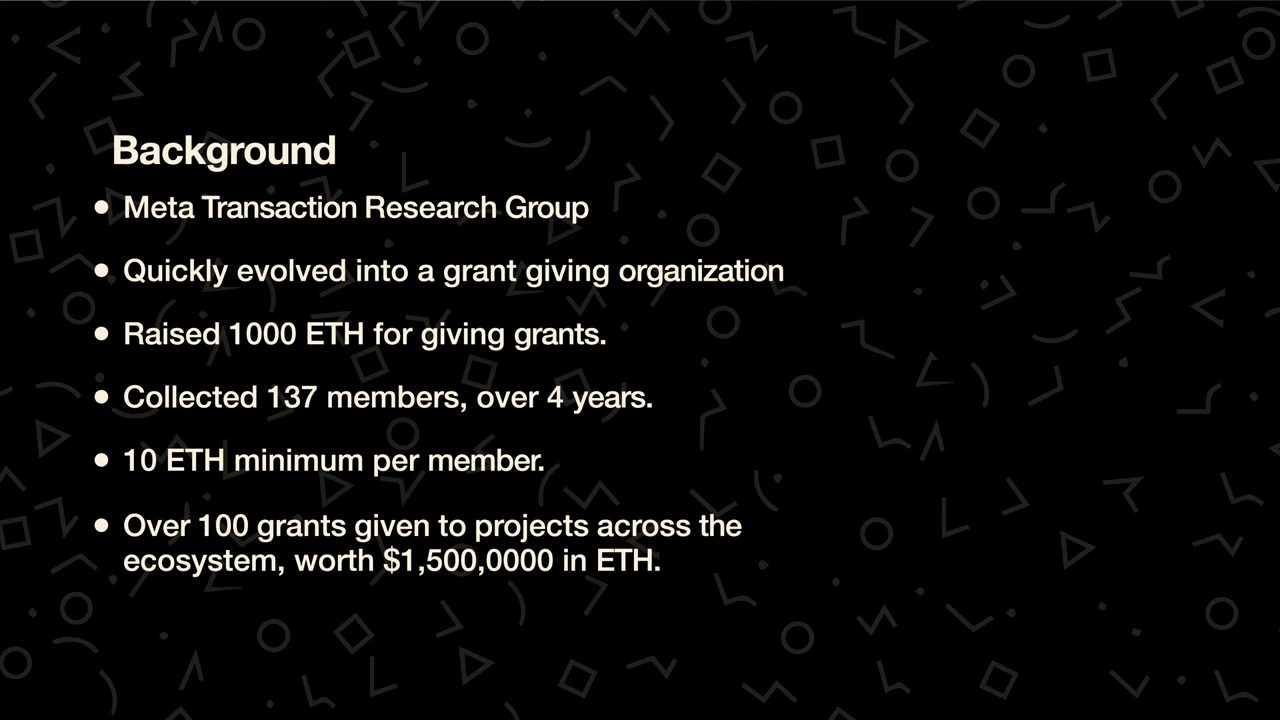 Background
• Meta Transaction Research Group
• Quickly evolved into a grant giving organization
• Raised 1000 ETH for giving grants.
• Collected 137 members, over 4 years.
• 10 ETH minimum per member.
• Over 100 grants given to projects across the
ecosystem, worth $1,500,0000 in ETH.